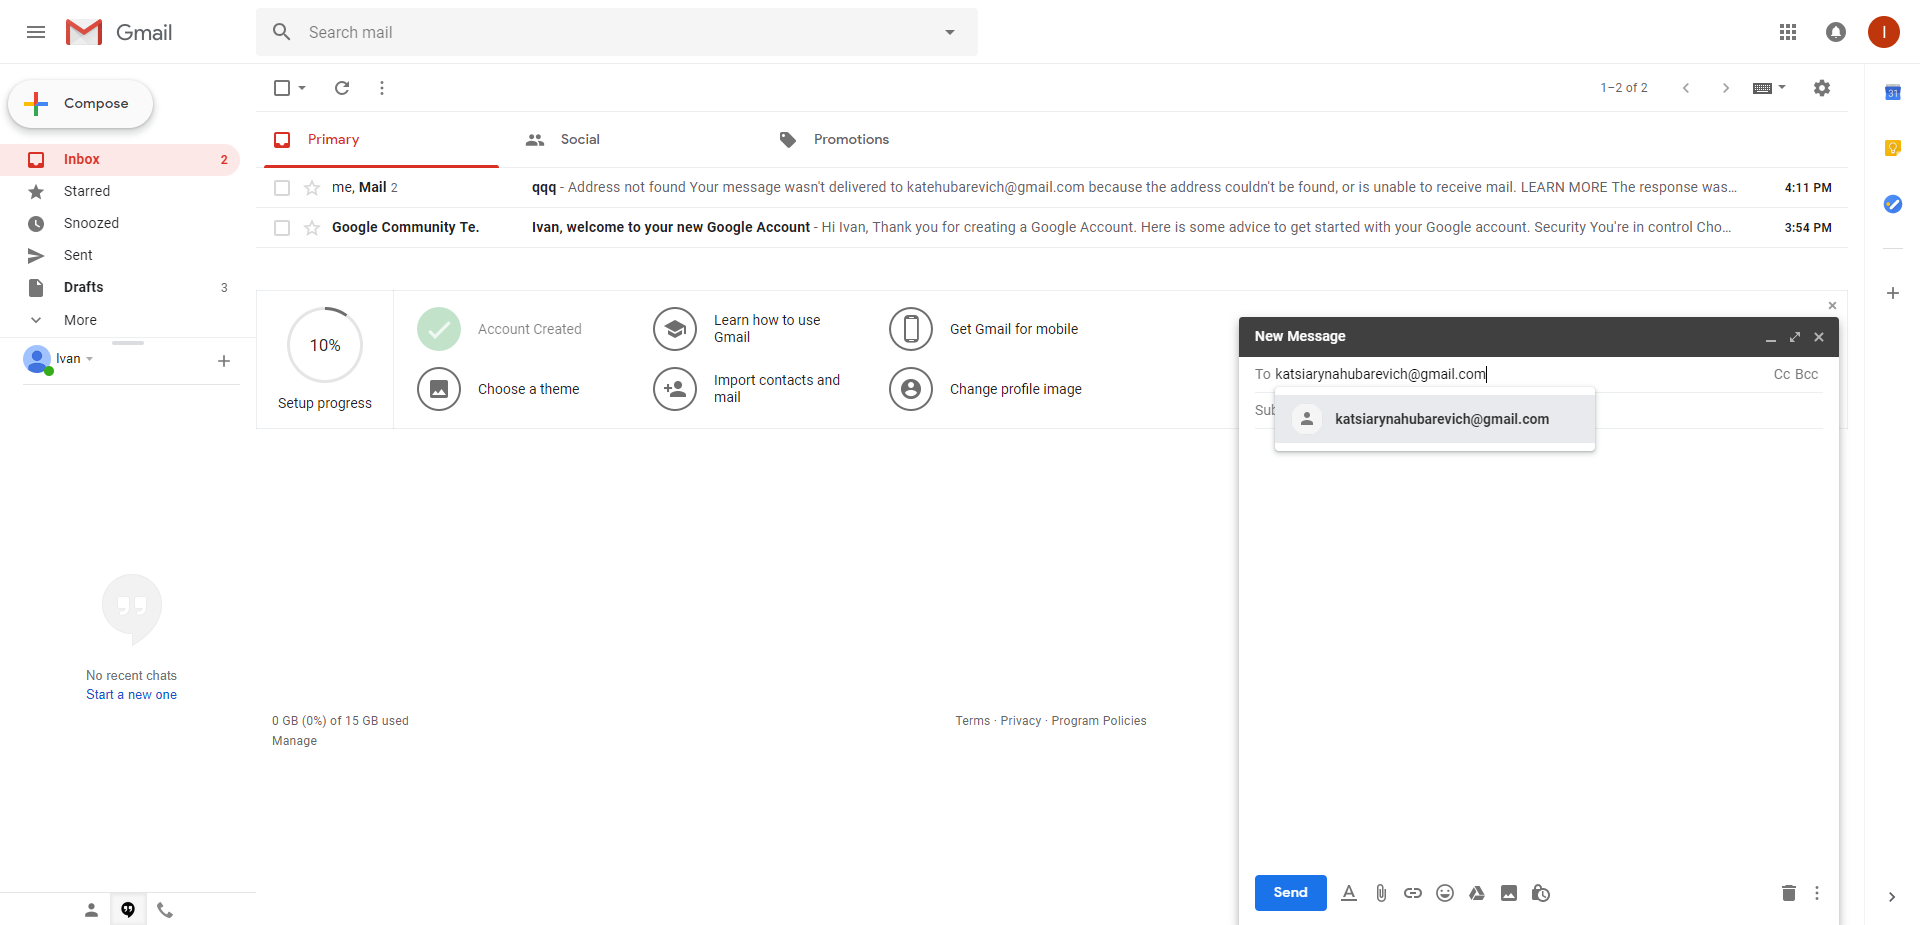 Gmail
Search mail
I
Compose
1–2 of 2
31
Primary
Social
Promotions
Inbox 2
Starred
Snoozed
Sent
Drafts 3
More
Ivan
me, Mail 2 qqq - Address not found Your message wasn't delivered to katehubarevich@gmail.com because the address couldn't be found, or is unable to receive mail. LEARN MORE The response was... 4:11 PM
Google Community Te. Ivan, welcome to your new Google Account - Hi Ivan, Thank you for creating a Google Account. Here is some advice to get started with your Google account. Security You're in control Cho... 3:54 PM
10%
Setup progress
Account Created
Learn how to use
Gmail
Get Gmail for mobile
Choose a theme
Import contacts and
mail
Change profile image
New Message
To katsiarynahubarevich@gmail.com Cc Bcc
Sub
katsiarynahubarevich@gmail.com
No recent chats
Start a new one
0 GB (0%) of 15 GB used
Manage
Terms · Privacy · Program Policies
Send